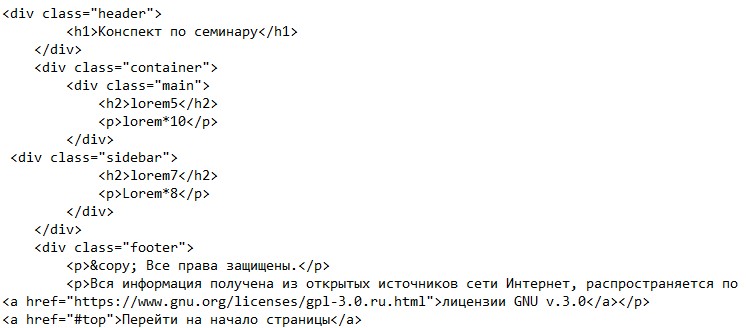 <div class="header">
<h1>Конспект по семинару</h1>
</div>
<div class="container">
<div class="main">
<h2>lorem5</h2>
<p>lorem*10</p>
</div>
<div class="sidebar">
<h2>lorem7</h2>
<p>Lorem*8</p>
</div>
</div>
<div class="footer">
<p>&copy; Все права защищены.</p>
<p>Вся информация получена из открытых источников сети Интернет, распространяется по
<a href="https://www.gnu.org/licenses/gpl-3.0.ru.html">лицензии GNU v.3.0</a></p>
<a href="#top">Перейти на начало страницы</a>